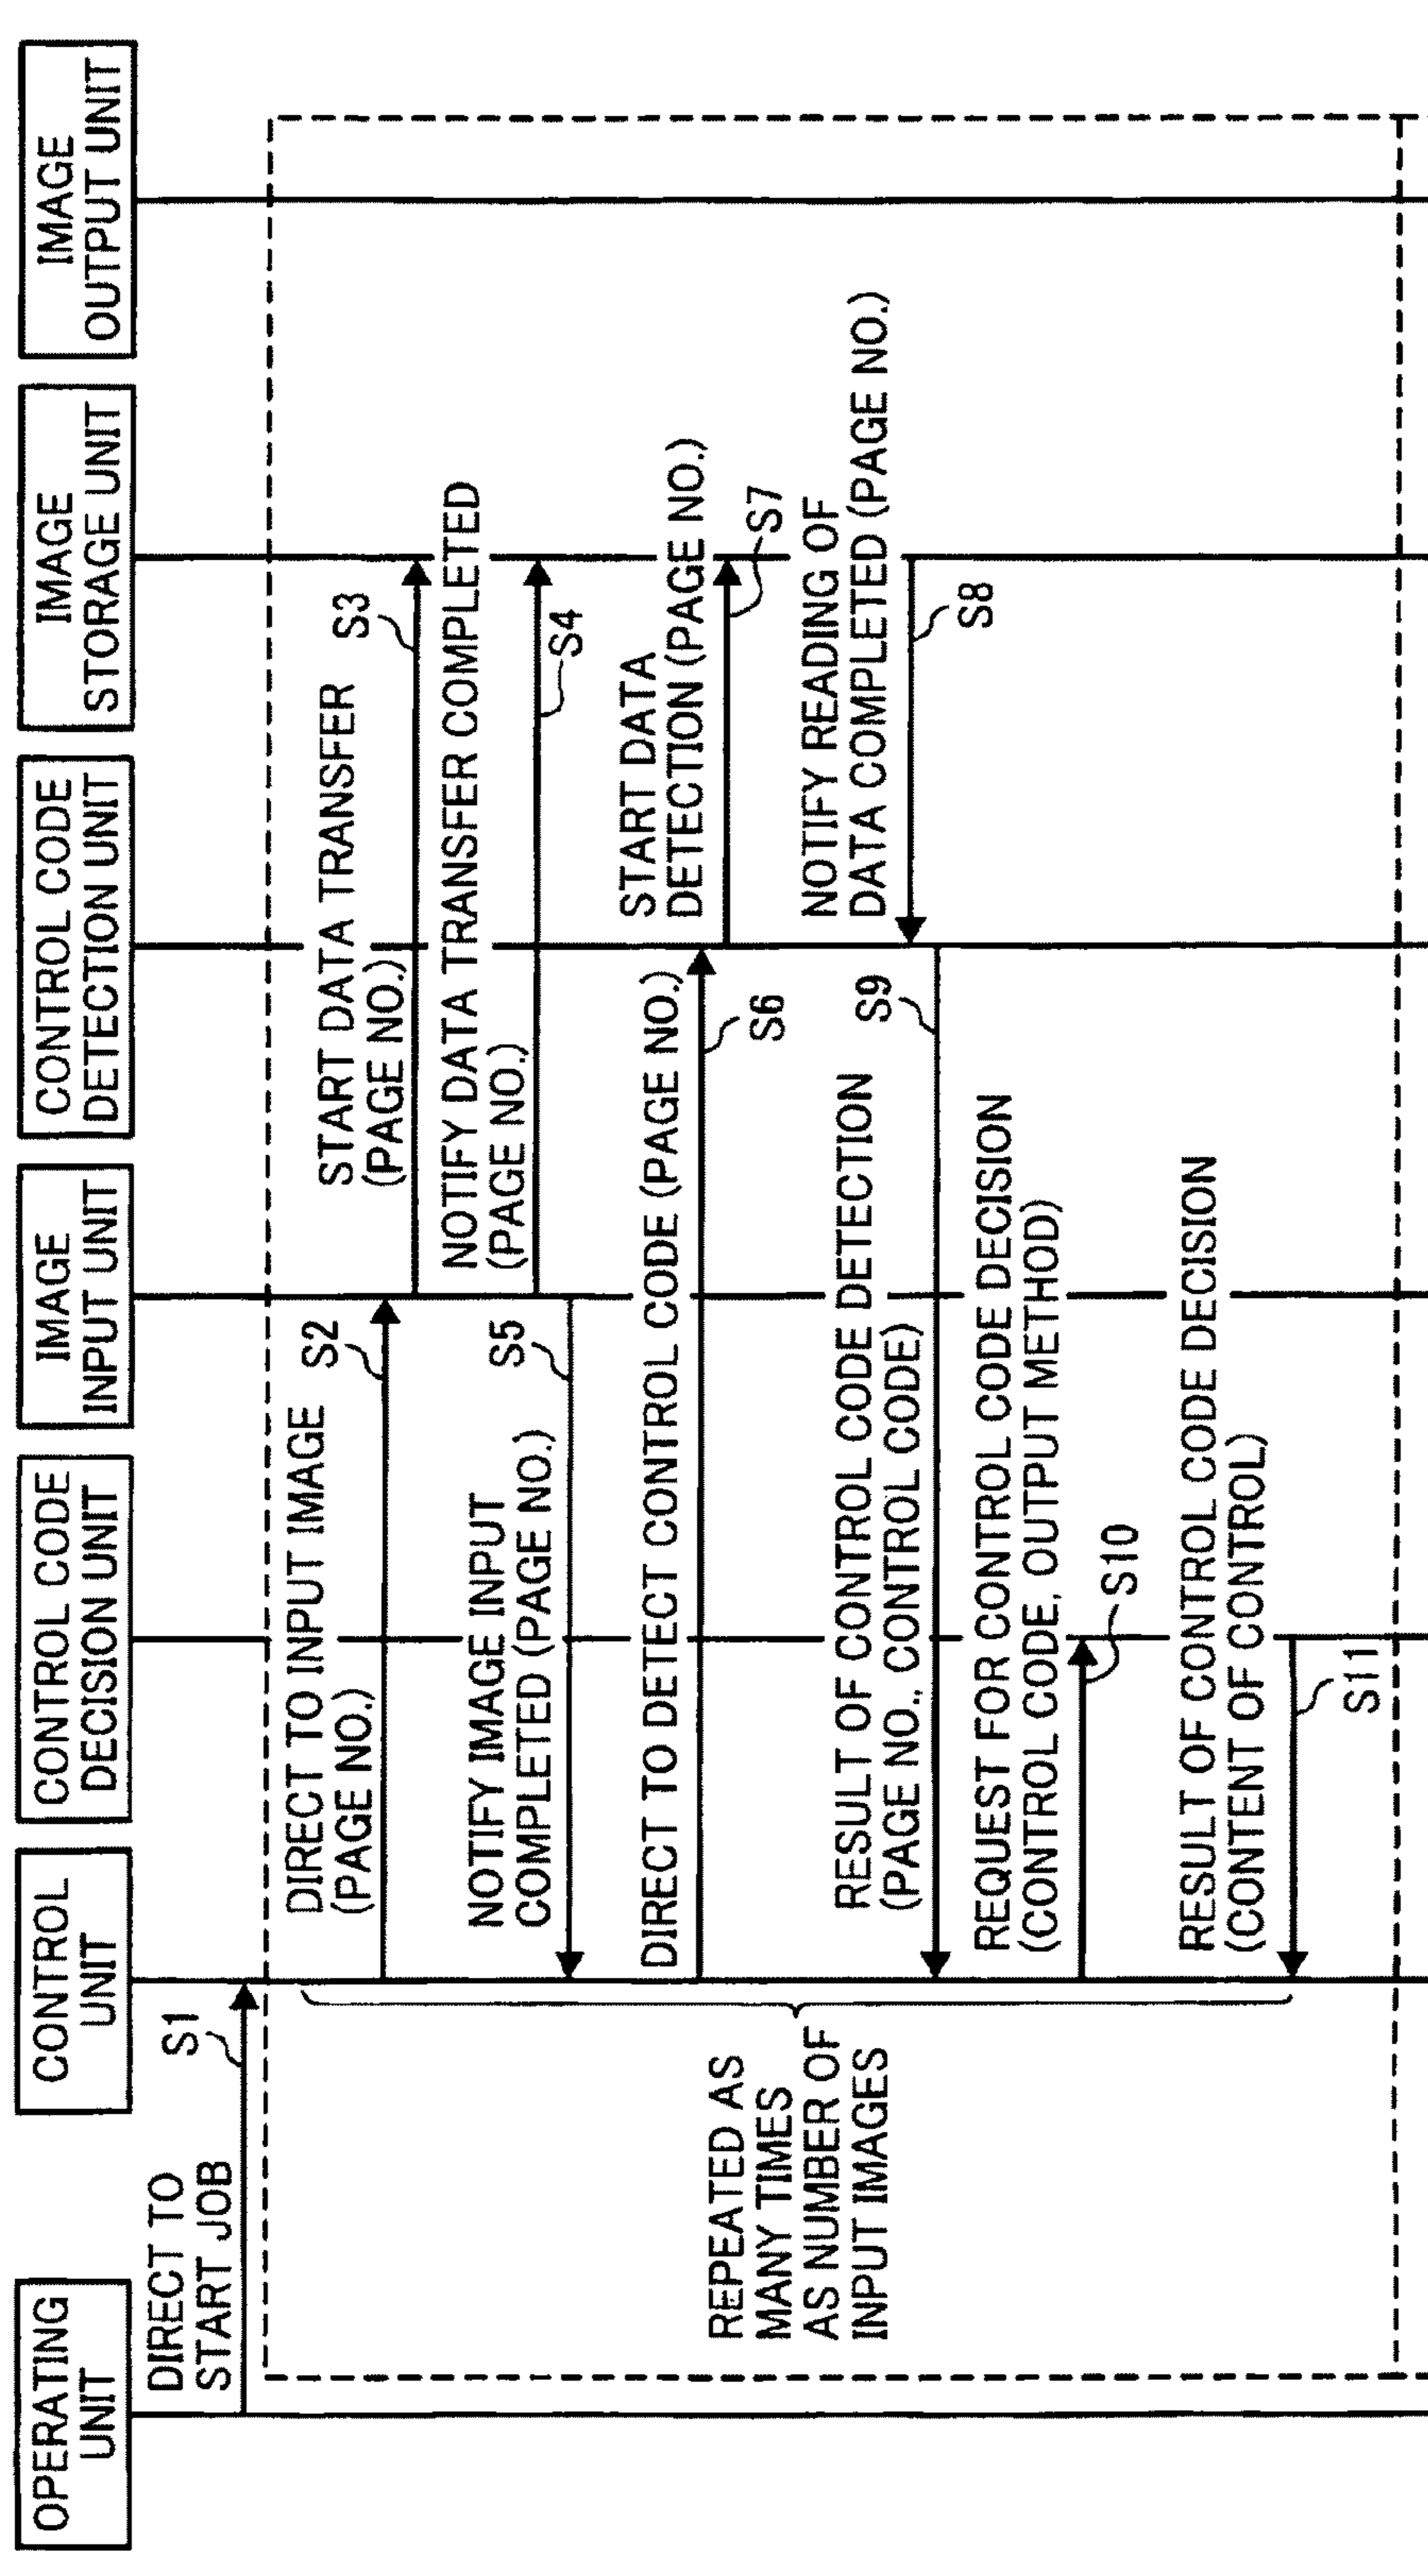 OPERATING
UNIT
CONTROL
UNIT
CONTROL CODE
DECISION UNIT
IMAGE
INPUT UNIT
CONTROL CODE
DETECTION UNIT
IMAGE
STORAGE UNIT
IMAGE
OUTPUT UNIT
DIRECT TO
START JOB
S1
DIRECT TO INPUT IMAGE
(PAGE NO.)
S2
START DATA TRANSFER
(PAGE NO.)
S3
NOTIFY DATA TRANSFER COMPLETED
(PAGE NO.)
S4
NOTIFY IMAGE INPUT
COMPLETED (PAGE NO.)
S5
DIRECT TO DETECT CONTROL CODE (PAGE NO.)
S6
START DATA
DETECTION (PAGE NO.)
S7
NOTIFY READING OF
DATA COMPLETED (PAGE NO.)
S8
RESULT OF CONTROL CODE DETECTION
(PAGE NO., CONTROL CODE)
S9
REQUEST FOR CONTROL CODE DECISION
(CONTROL CODE, OUTPUT METHOD)
S10
RESULT OF CONTROL CODE DECISION
(CONTENT OF CONTROL)
S11
REPEATED AS
MANY TIMES
AS NUMBER OF
INPUT IMAGES